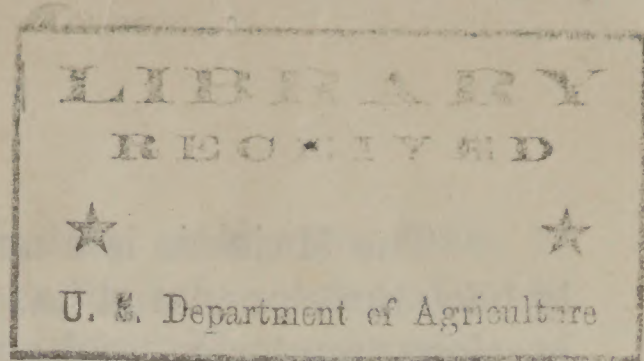 LIBRARY
RECEIVED
★ ★
U. S. Department of Agriculture